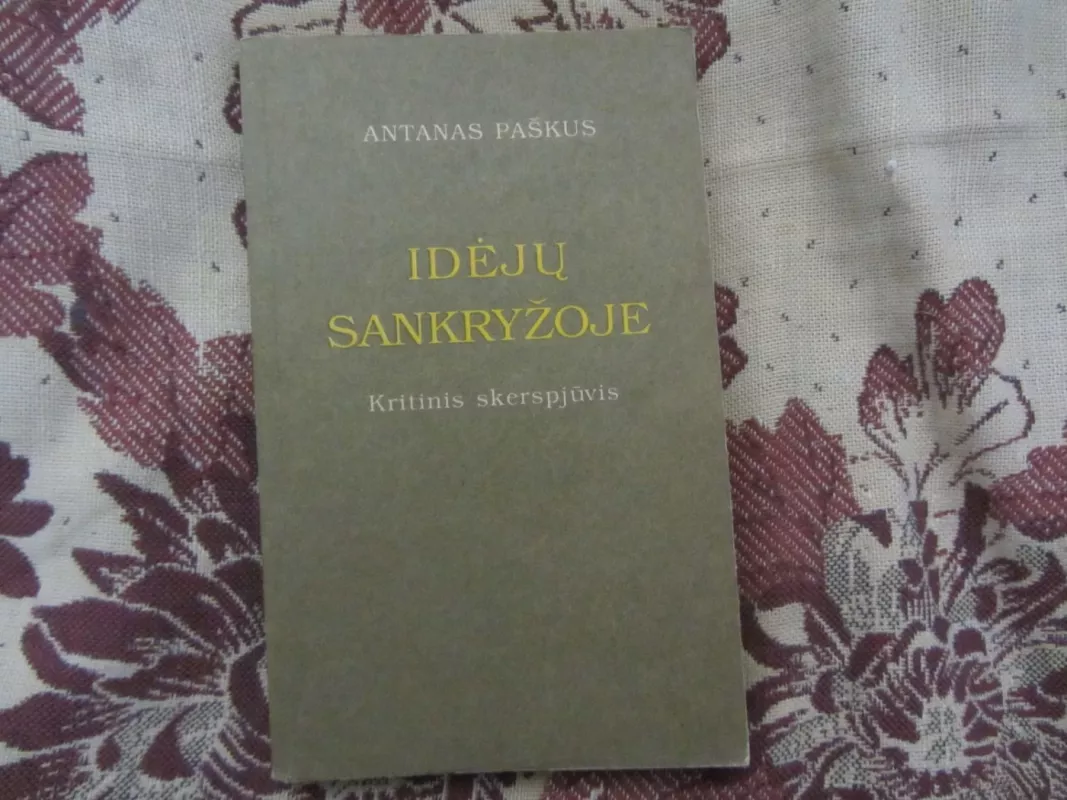 ANTANAS PAŠKUS
IDĖJŲ
SANKRYŽOJE
Kritinis skerspjūvis